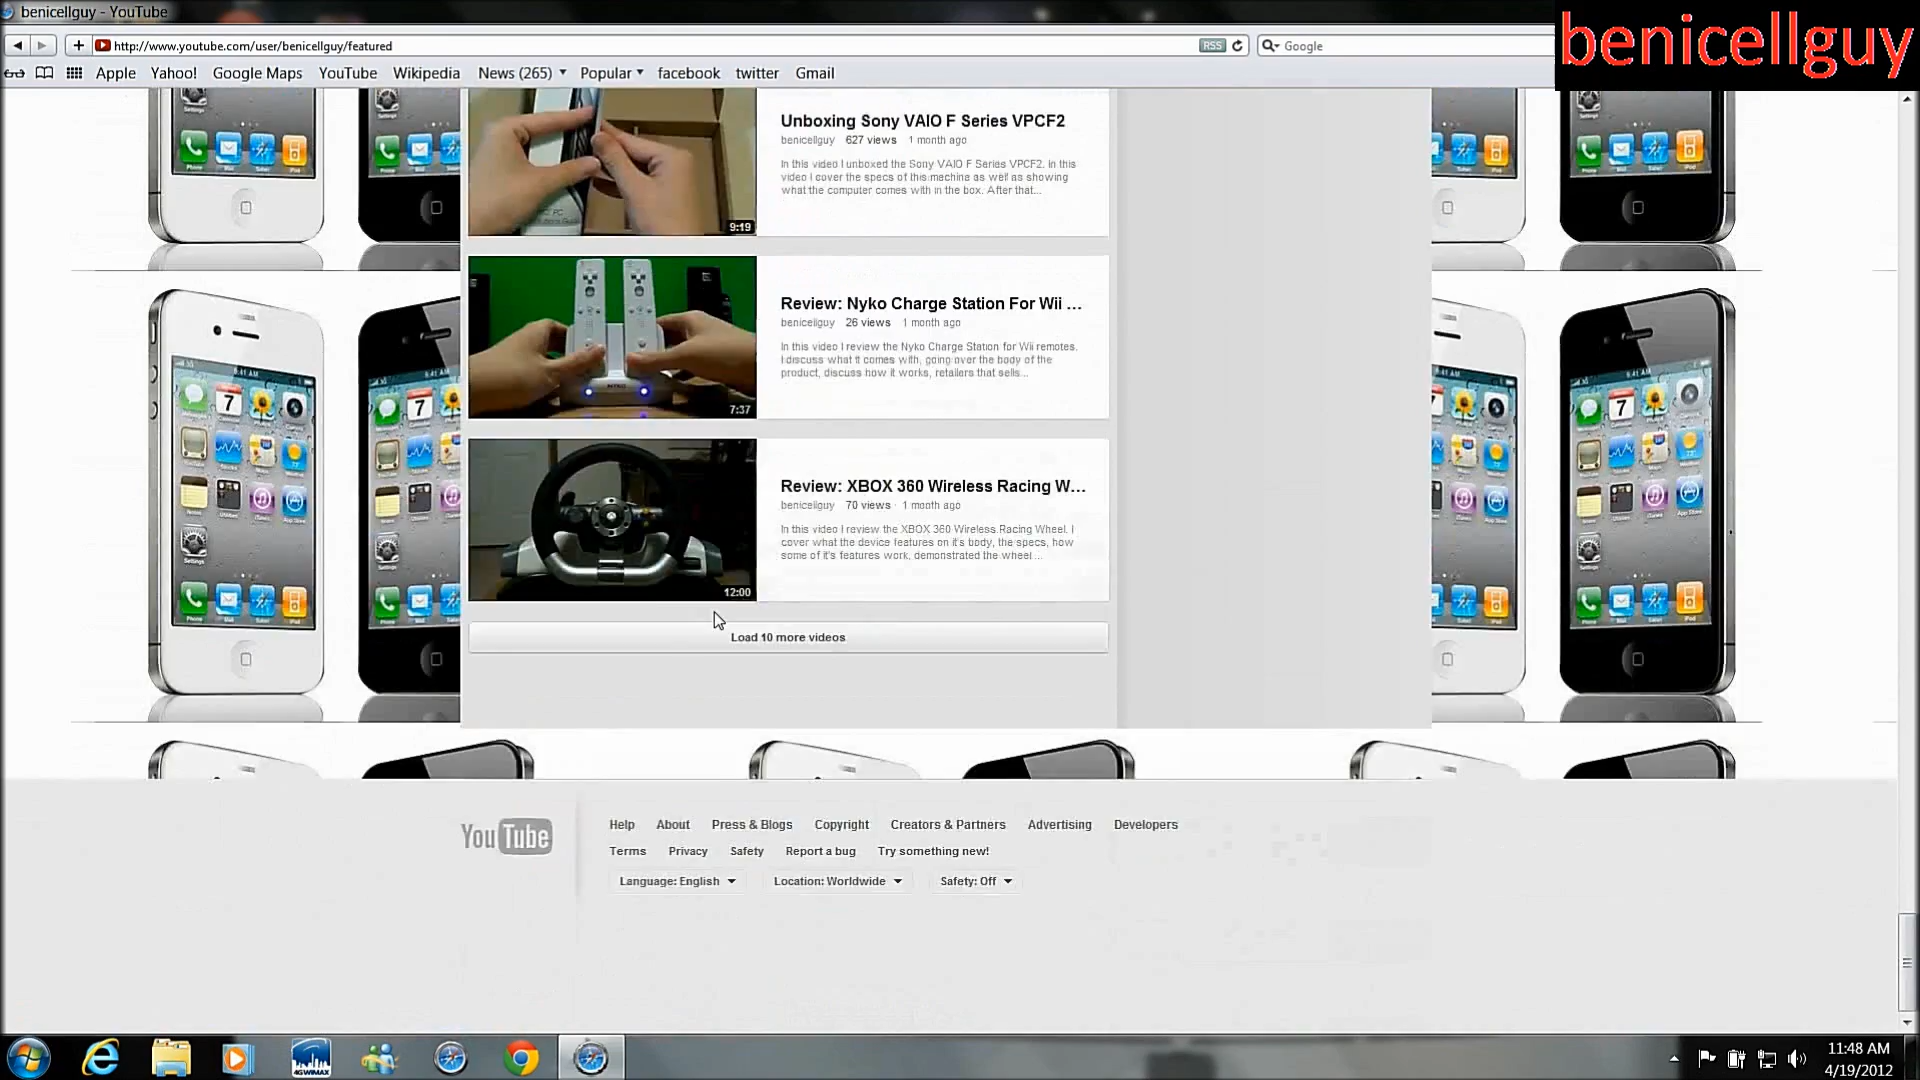 benicellguy - YouTube
benicellguy
http://www.youtube.com/user/benicellguy/featured
RSS
Google
Apple Yahoo! Google Maps YouTube Wikipedia News (265) Popular facebook twitter Gmail
Unboxing Sony VAIO F Series VPCF2
benicellguy 627 views 1 month ago
In this video I unboxed the Sony VAIO F Series VPCF2. In this
video I cover the specs of this machine as well as showing
what the computer comes with in the box. After that...
9:19
Review: Nyko Charge Station For Wii ...
benicellguy 26 views 1 month ago
In this video I review the Nyko Charge Station for Wii remotes.
I discuss what it comes with, going over the body of the
product, discuss how it works, retailers that sells...
NYKO
7:37
Review: XBOX 360 Wireless Racing W...
benicellguy 70 views 1 month ago
In this video I review the XBOX 360 Wireless Racing Wheel. I
cover what the device features on it's body, the specs, how
some of it's features work, demonstrated the wheel...
12:00
Load 10 more videos
YouTube
Help About Press & Blogs Copyright Creators & Partners Advertising Developers
Terms Privacy Safety Report a bug Try something new!
Language: English Location: Worldwide Safety: Off
4GWIMAX
11:48 AM
4/19/2012